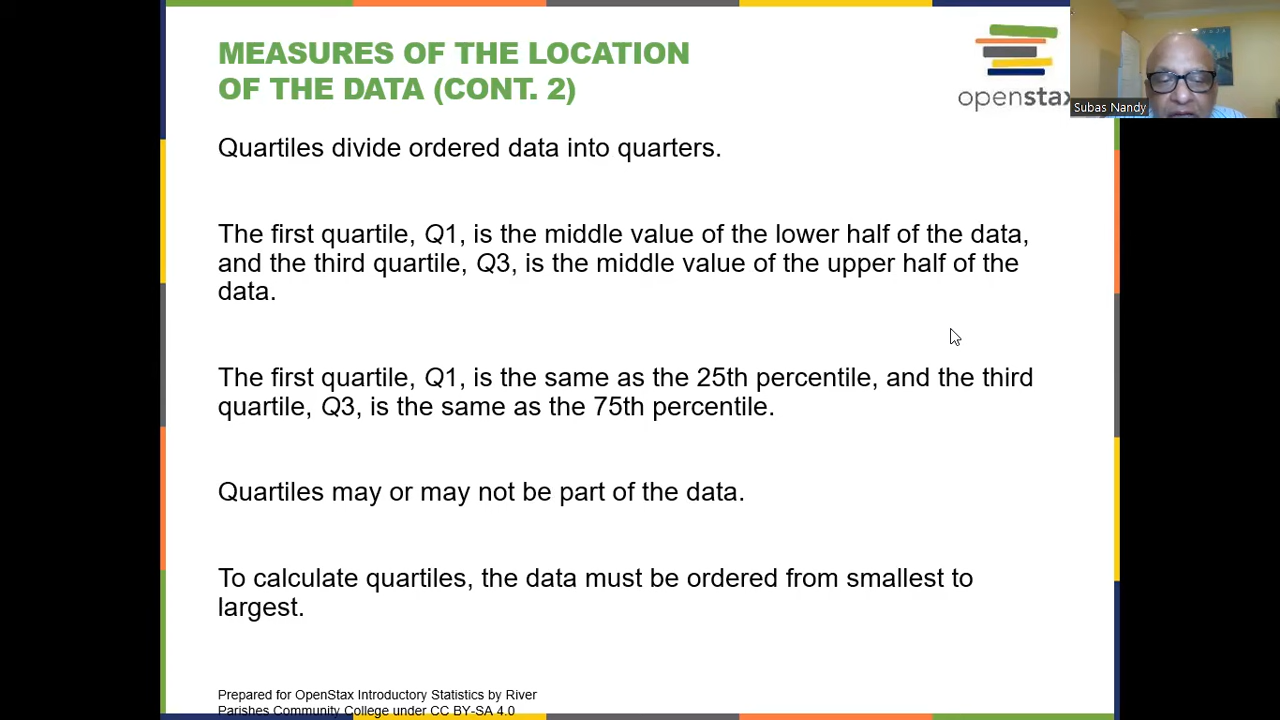 MEASURES OF THE LOCATION
OF THE DATA (CONT. 2)
openstax
Subas Nandy
Quartiles divide ordered data into quarters.
The first quartile, Q1, is the middle value of the lower half of the data,
and the third quartile, Q3, is the middle value of the upper half of the
data.
The first quartile, Q1, is the same as the 25th percentile, and the third
quartile, Q3, is the same as the 75th percentile.
Quartiles may or may not be part of the data.
To calculate quartiles, the data must be ordered from smallest to
largest.
Prepared for OpenStax Introductory Statistics by River
Parishes Community College under CC BY-SA 4.0